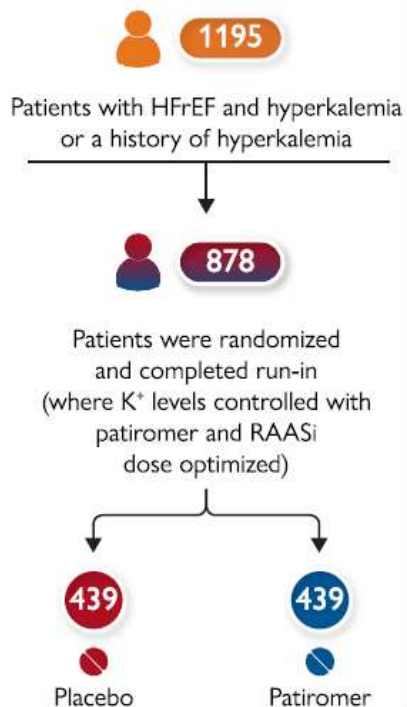 1195
Patients with HFrEF and hyperkalemia
or a history of hyperkalemia
878
Patients were randomized
and completed run-in
(where K⁺ levels controlled with
patiromer and RAASi
dose optimized)
439
439
Placebo
Patiromer